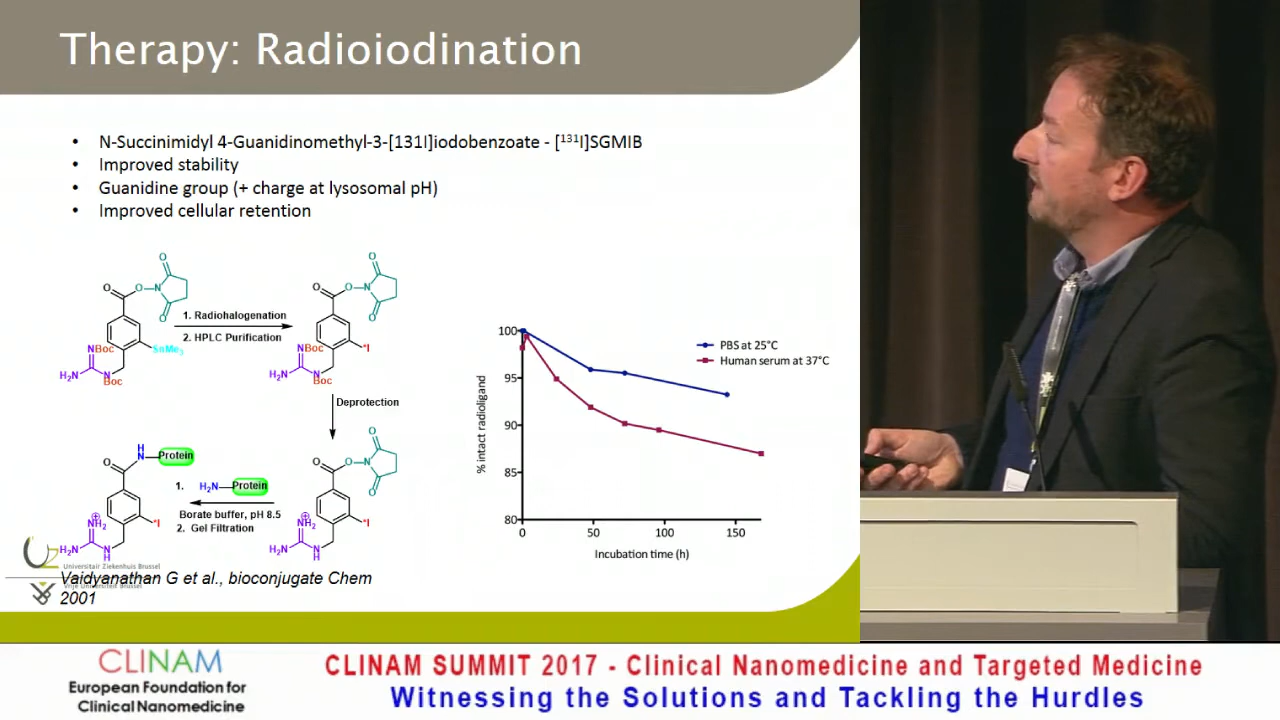 Therapy: Radioiodination
• N-Succinimidyl 4-Guanidinomethyl-3-[131I]iodobenzoate - [¹³¹I]SGMIB
• Improved stability
• Guanidine group (+ charge at lysosomal pH)
• Improved cellular retention
O
O
O
N
O
SnMe₃
NBoc
H₂N
N
Boc
1. Radiohalogenation
2. HPLC Purification
O
O
O
N
O
*I
NBoc
H₂N
N
Boc
Deprotection
O
O
O
N
O
*I
NH₂
+
H₂N
N
H
1. H₂N Protein
Borate buffer, pH 8.5
2. Gel Filtration
H
N Protein
O
*I
NH₂
+
H₂N
N
H
% intact radioligand
100
95
90
85
80
0 50 100 150
Incubation time (h)
PBS at 25°C
Human serum at 37°C
Universitair Ziekenhuis Brussel
Vrije Universiteit Brussel
Vaidyanathan G et al., bioconjugate Chem
2001
CLINAM
European Foundation for
Clinical Nanomedicine
CLINAM SUMMIT 2017 - Clinical Nanomedicine and Targeted Medicine
Witnessing the Solutions and Tackling the Hurdles